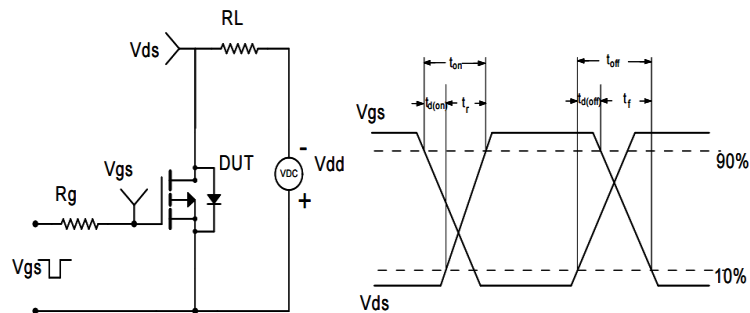 RL
Vds
Vgs
DUT
Rg
Vgs
VDC
-
+
Vdd
ton
toff
td(on)
tr
td(off)
tf
Vgs
90%
10%
Vds